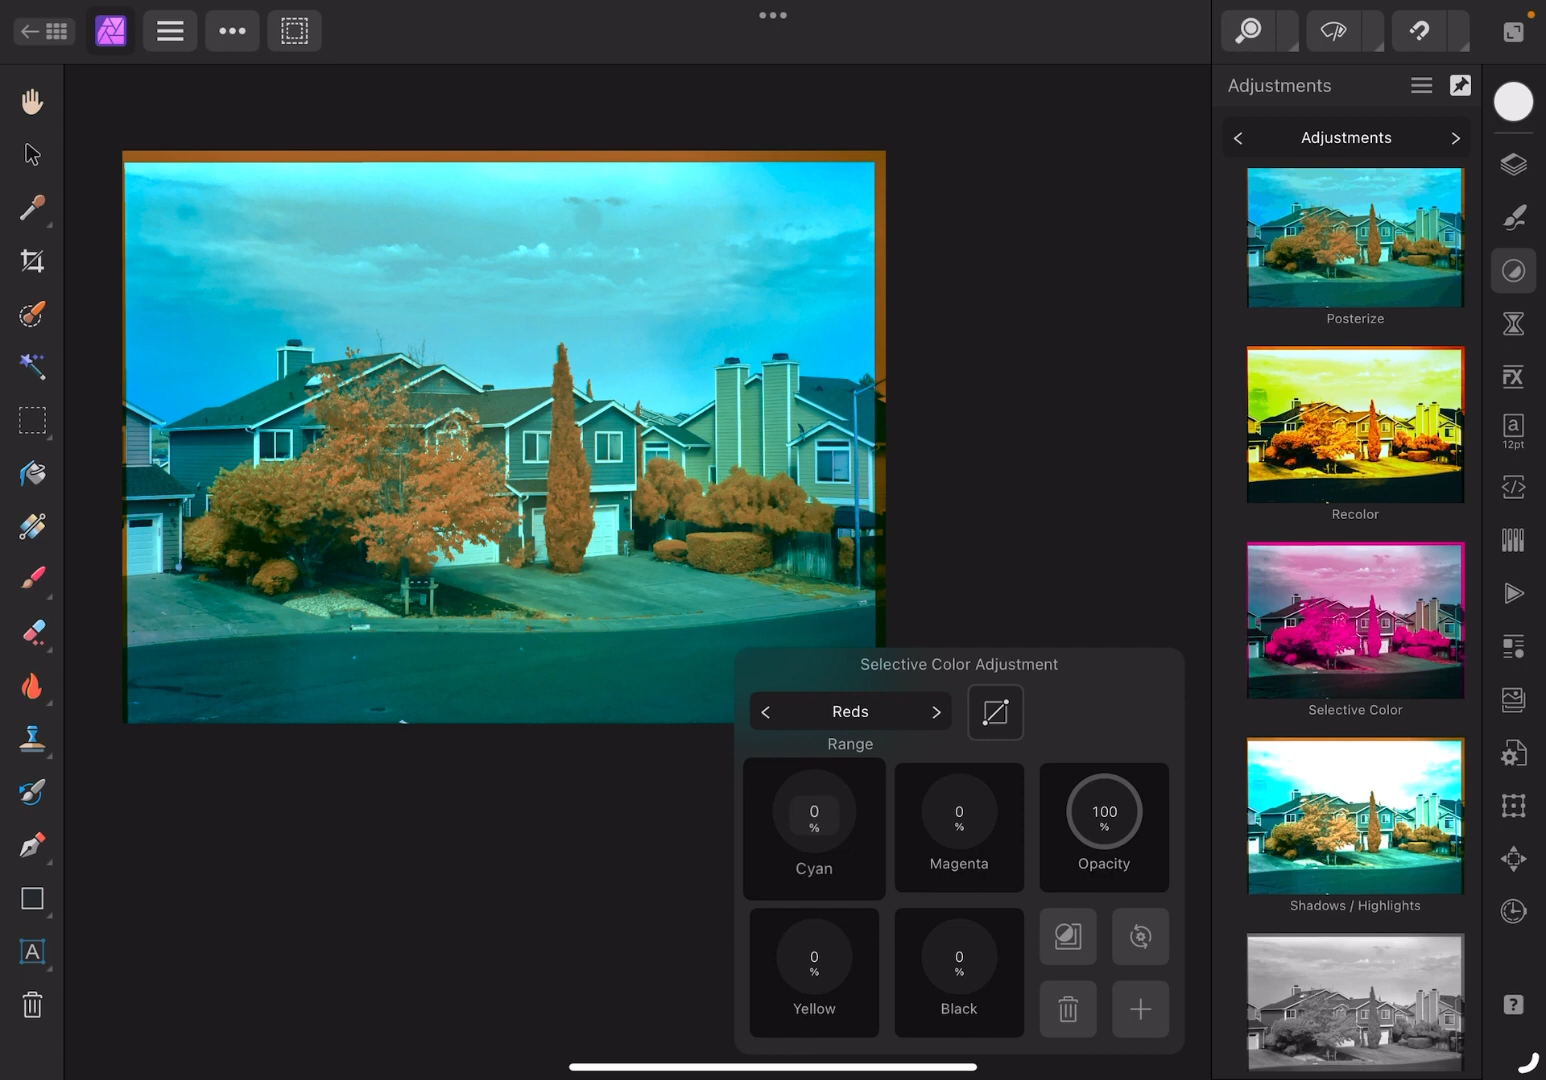 Adjustments
Adjustments
Posterize
FX
a
12pt
Recolor
Selective Color
Selective Color Adjustment
Reds
Range
0
%
Cyan
0
%
Magenta
100
%
Opacity
Shadows / Highlights
0
%
Yellow
0
%
Black
A
?